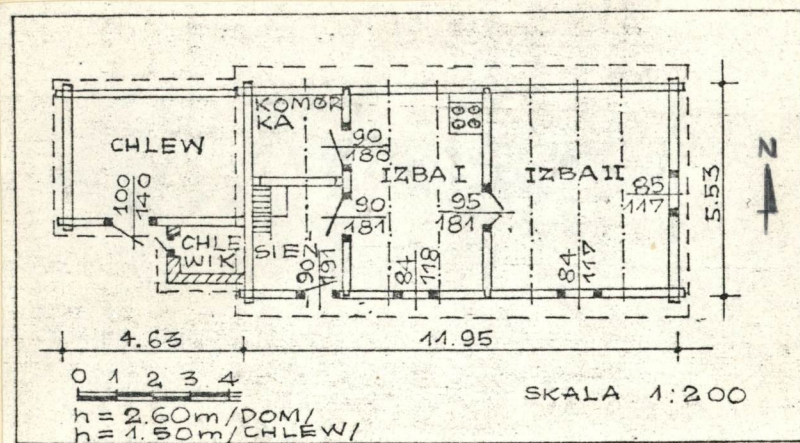 KOMÓR
KA
CHLEW
90
180
IZBA I
IZBA II
85
117
5.53
N
100
140
90
181
95
181
CHLE
WIK
SIEŃ
90
191
84
118
84
117
4.63
11.95
0 1 2 3 4
SKALA 1:200
h = 2.60m/DOM/
h = 1.50m/CHLEW/